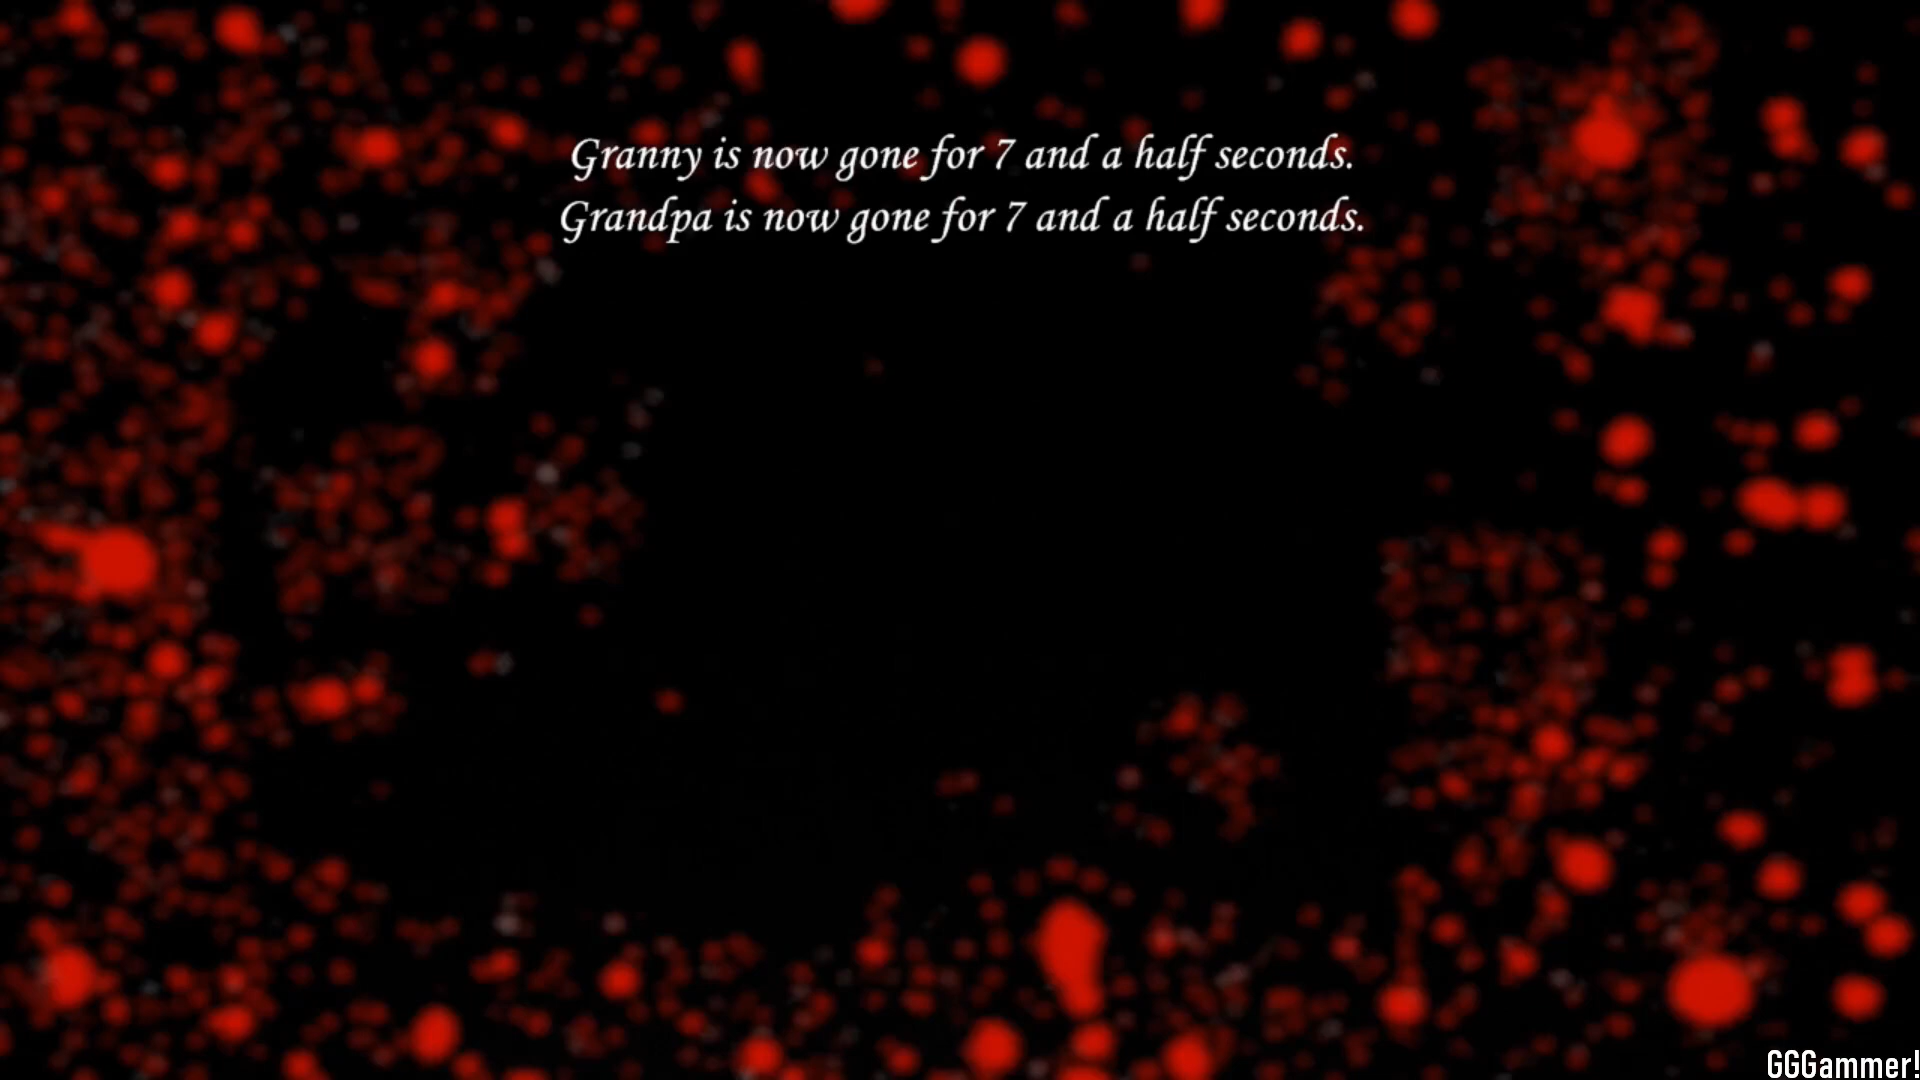 Granny is now gone for 7 and a half seconds.
Grandpa is now gone for 7 and a half seconds.
GGGammer!